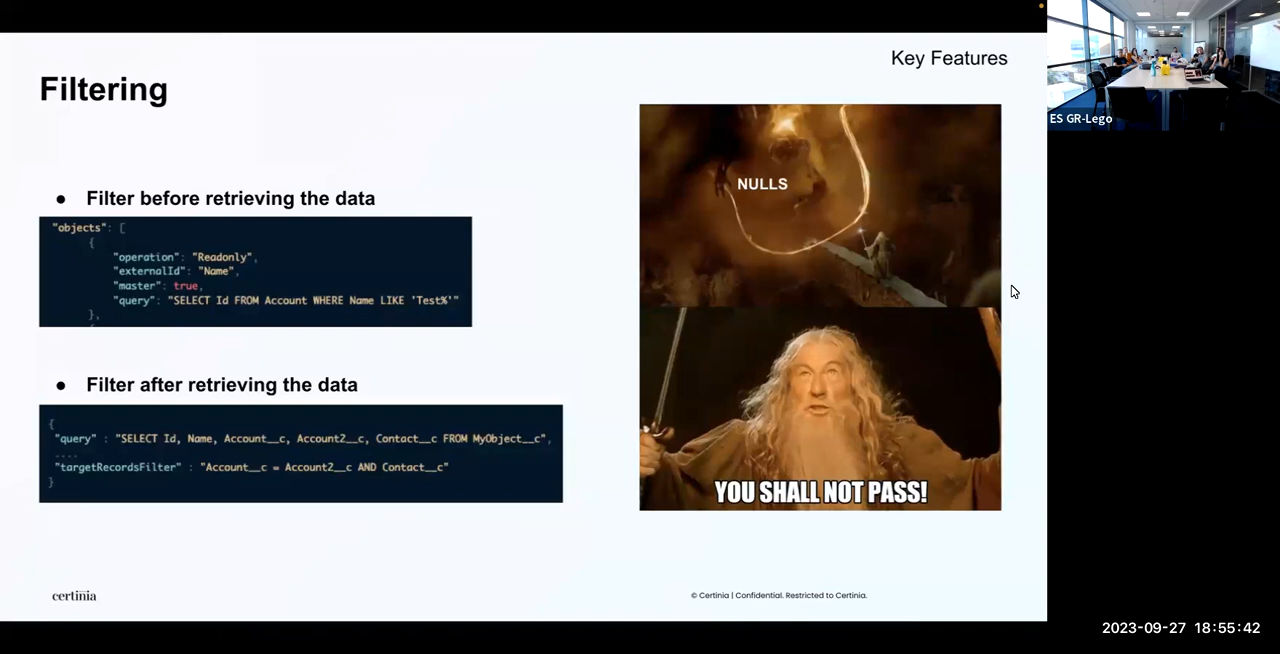 Key Features
Filtering
● Filter before retrieving the data
"objects": [
{
"operation": "Readonly",
"externalId": "Name",
"master": true,
"query": "SELECT Id FROM Account WHERE Name LIKE 'Test%'"
},
● Filter after retrieving the data
{
"query" : "SELECT Id, Name, Account__c, Account2__c, Contact__c FROM MyObject__c",
....
"targetRecordsFilter" : "Account__c = Account2__c AND Contact__c"
}
NULLS
YOU SHALL NOT PASS!
certinia
© Certinia | Confidential. Restricted to Certinia.
ES GR-Lego
2023-09-27 18:55:42